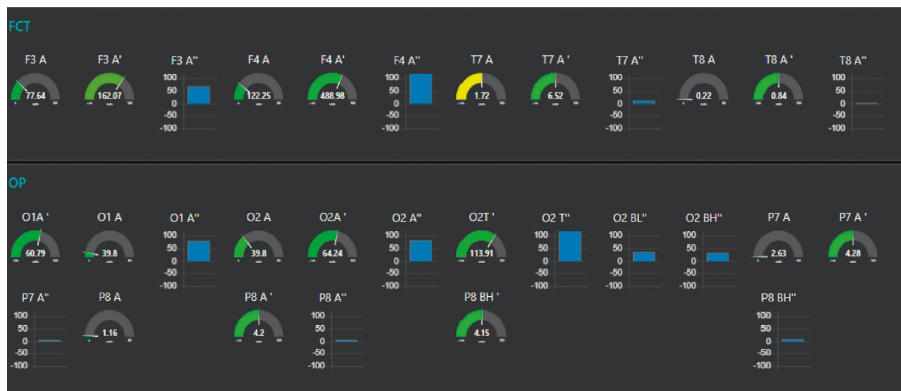 FCT
F3 A F3 A' F3 A" F4 A F4 A' F4 A" T7 A T7 A ' T7 A" T8 A T8 A ' T8 A"
100 100 100 100
50 50 50 50
77.64 162.07 0 122.25 488.98 0 1.72 6.52 0 0.22 0.84 0
-50 -50 -50 -50
-100 -100 -100 -100
OP
O1A ' O1 A O1 A" O2 A O2A ' O2 A" O2T ' O2 T" O2 BL" O2 BH" P7 A P7 A '
100 100 100 100 100
50 50 50 50 50
60.79 39.8 0 39.8 64.24 0 113.91 0 0 0 2.63 4.28
-50 -50 -50 -50 -50
-100 -100 -100 -100 -100
P7 A" P8 A P8 A ' P8 A" P8 BH ' P8 BH"
100 100 100
50 50 50
0 1.16 4.2 0 4.15 0
-50 -50 -50
-100 -100 -100